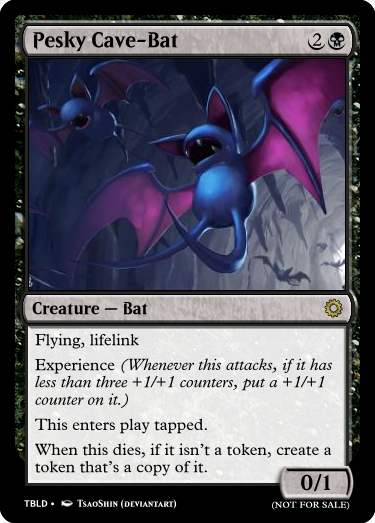 Pesky Cave-Bat 2
Creature — Bat
Flying, lifelink
Experience (Whenever this attacks, if it has
less than three +1/+1 counters, put a +1/+1
counter on it.)
This enters play tapped.
When this dies, if it isn't a token, create a
token that's a copy of it.
0/1
TBLD • TsaoShin (deviantart)
(NOT FOR SALE)